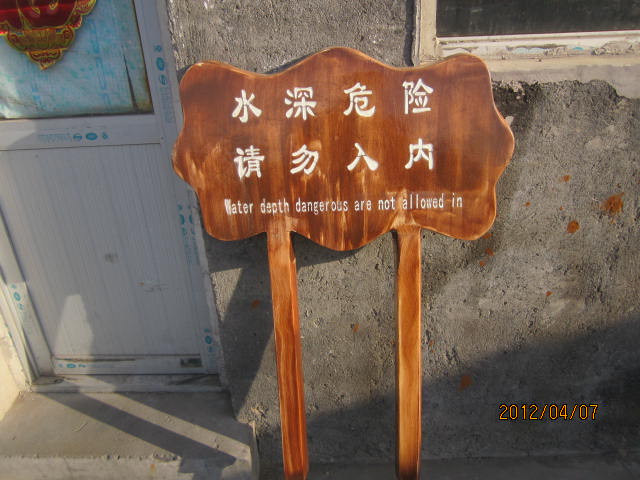 水深危险
请勿入内
Water depth dangerous are not allowed in
2012/04/07